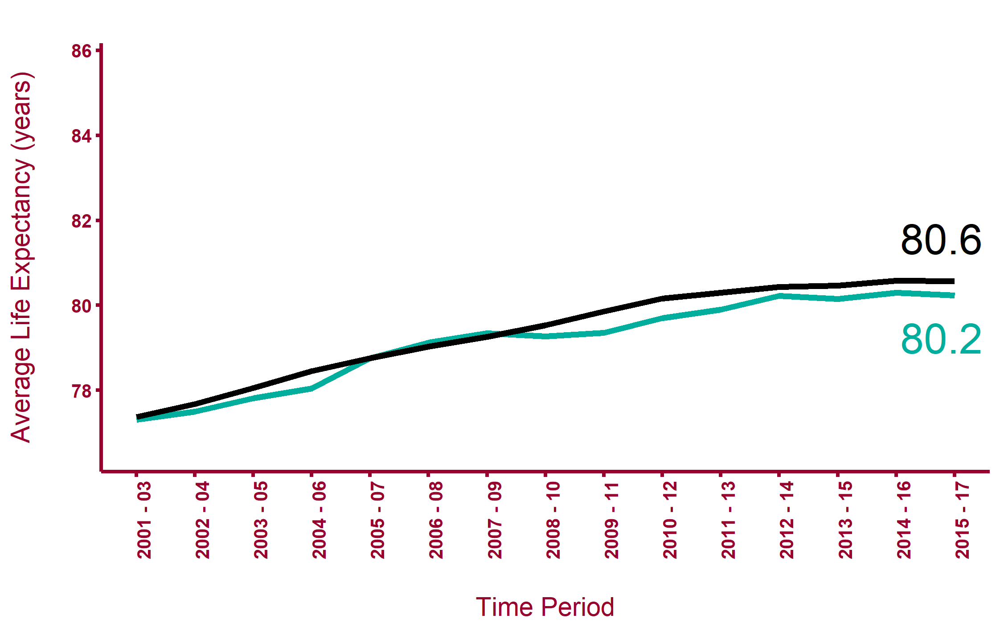 Average Life Expectancy (years)
86
84
82
80
78
80.6
80.2
2001 - 03
2002 - 04
2003 - 05
2004 - 06
2005 - 07
2006 - 08
2007 - 09
2008 - 10
2009 - 11
2010 - 12
2011 - 13
2012 - 14
2013 - 15
2014 - 16
2015 - 17
Time Period